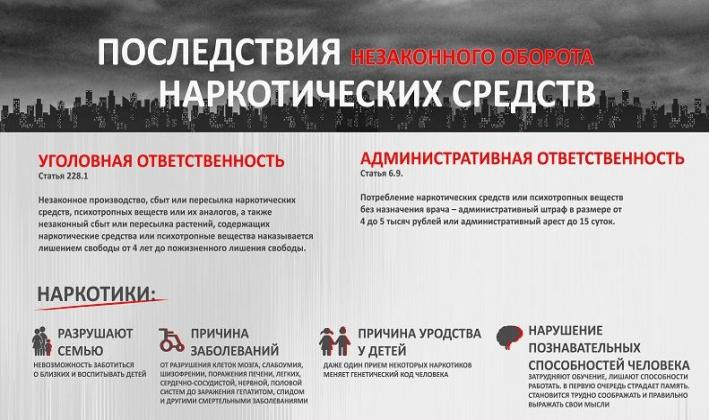 ПОСЛЕДСТВИЯ НЕЗАКОННОГО ОБОРОТА
НАРКОТИЧЕСКИХ СРЕДСТВ
УГОЛОВНАЯ ОТВЕТСТВЕННОСТЬ
Статья 228.1
Незаконное производство, сбыт или пересылка наркотических
средств, психотропных веществ или их аналогов, а также
незаконный сбыт или пересылка растений, содержащих
наркотические средства или психотропные вещества наказывается
лишением свободы от 4 лет до пожизненного лишения свободы.
АДМИНИСТРАТИВНАЯ ОТВЕТСТВЕННОСТЬ
Статья 6.9.
Потребление наркотических средств или психотропных веществ
без назначения врача – административный штраф в размере от
4 до 5 тысяч рублей или административный арест до 15 суток.
НАРКОТИКИ:
РАЗРУШАЮТ
СЕМЬЮ
НЕВОЗМОЖНОСТЬ ЗАБОТИТЬСЯ
О БЛИЗКИХ И ВОСПИТЫВАТЬ ДЕТЕЙ
ПРИЧИНА
ЗАБОЛЕВАНИЙ
ОТ РАЗРУШЕНИЯ КЛЕТОК МОЗГА, СЛАБОУМИЯ,
ШИЗОФРЕНИИ, ПОРАЖЕНИЯ ПЕЧЕНИ, ЛЕГКИХ,
СЕРДЕЧНО-СОСУДИСТОЙ, НЕРВНОЙ, ПОЛОВОЙ
СИСТЕМ ДО ЗАРАЖЕНИЯ ГЕПАТИТОМ, СПИДОМ
И ДРУГИМИ СМЕРТЕЛЬНЫМИ ЗАБОЛЕВАНИЯМИ
ПРИЧИНА УРОДСТВА
У ДЕТЕЙ
ДАЖЕ ОДИН ПРИЕМ НЕКОТОРЫХ НАРКОТИКОВ
МЕНЯЕТ ГЕНЕТИЧЕСКИЙ КОД ЧЕЛОВЕКА
НАРУШЕНИЕ
ПОЗНАВАТЕЛЬНЫХ
СПОСОБНОСТЕЙ ЧЕЛОВЕКА
ЗАТРУДНЯЮТ ОБУЧЕНИЕ, ЛИШАЮТ СПОСОБНОСТИ
РАБОТАТЬ. В ПЕРВУЮ ОЧЕРЕДЬ СТРАДАЕТ ПАМЯТЬ.
СТАНОВИТСЯ ТРУДНО СООБРАЖАТЬ И ПРАВИЛЬНО
ВЫРАЖАТЬ СВОИ МЫСЛИ